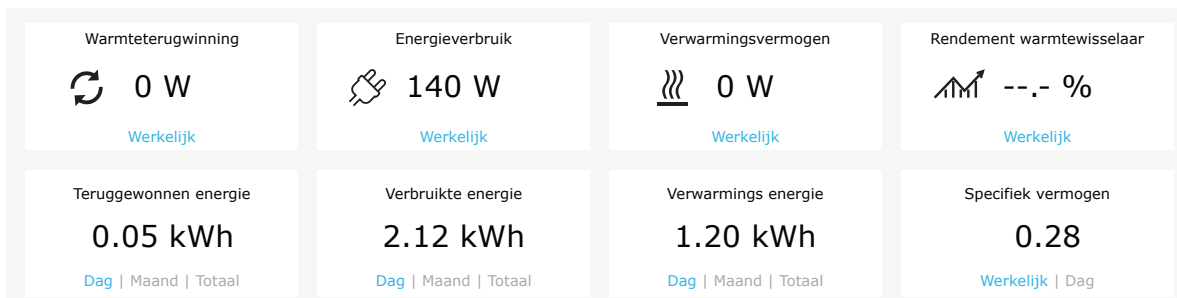 Warmteterugwinning
0 W
Werkelijk
Energieverbruik
140 W
Werkelijk
Verwarmingsvermogen
0 W
Werkelijk
Rendement warmtewisselaar
--.- %
Werkelijk
Teruggewonnen energie
0.05 kWh
Dag | Maand | Totaal
Verbruikte energie
2.12 kWh
Dag | Maand | Totaal
Verwarmings energie
1.20 kWh
Dag | Maand | Totaal
Specifiek vermogen
0.28
Werkelijk | Dag